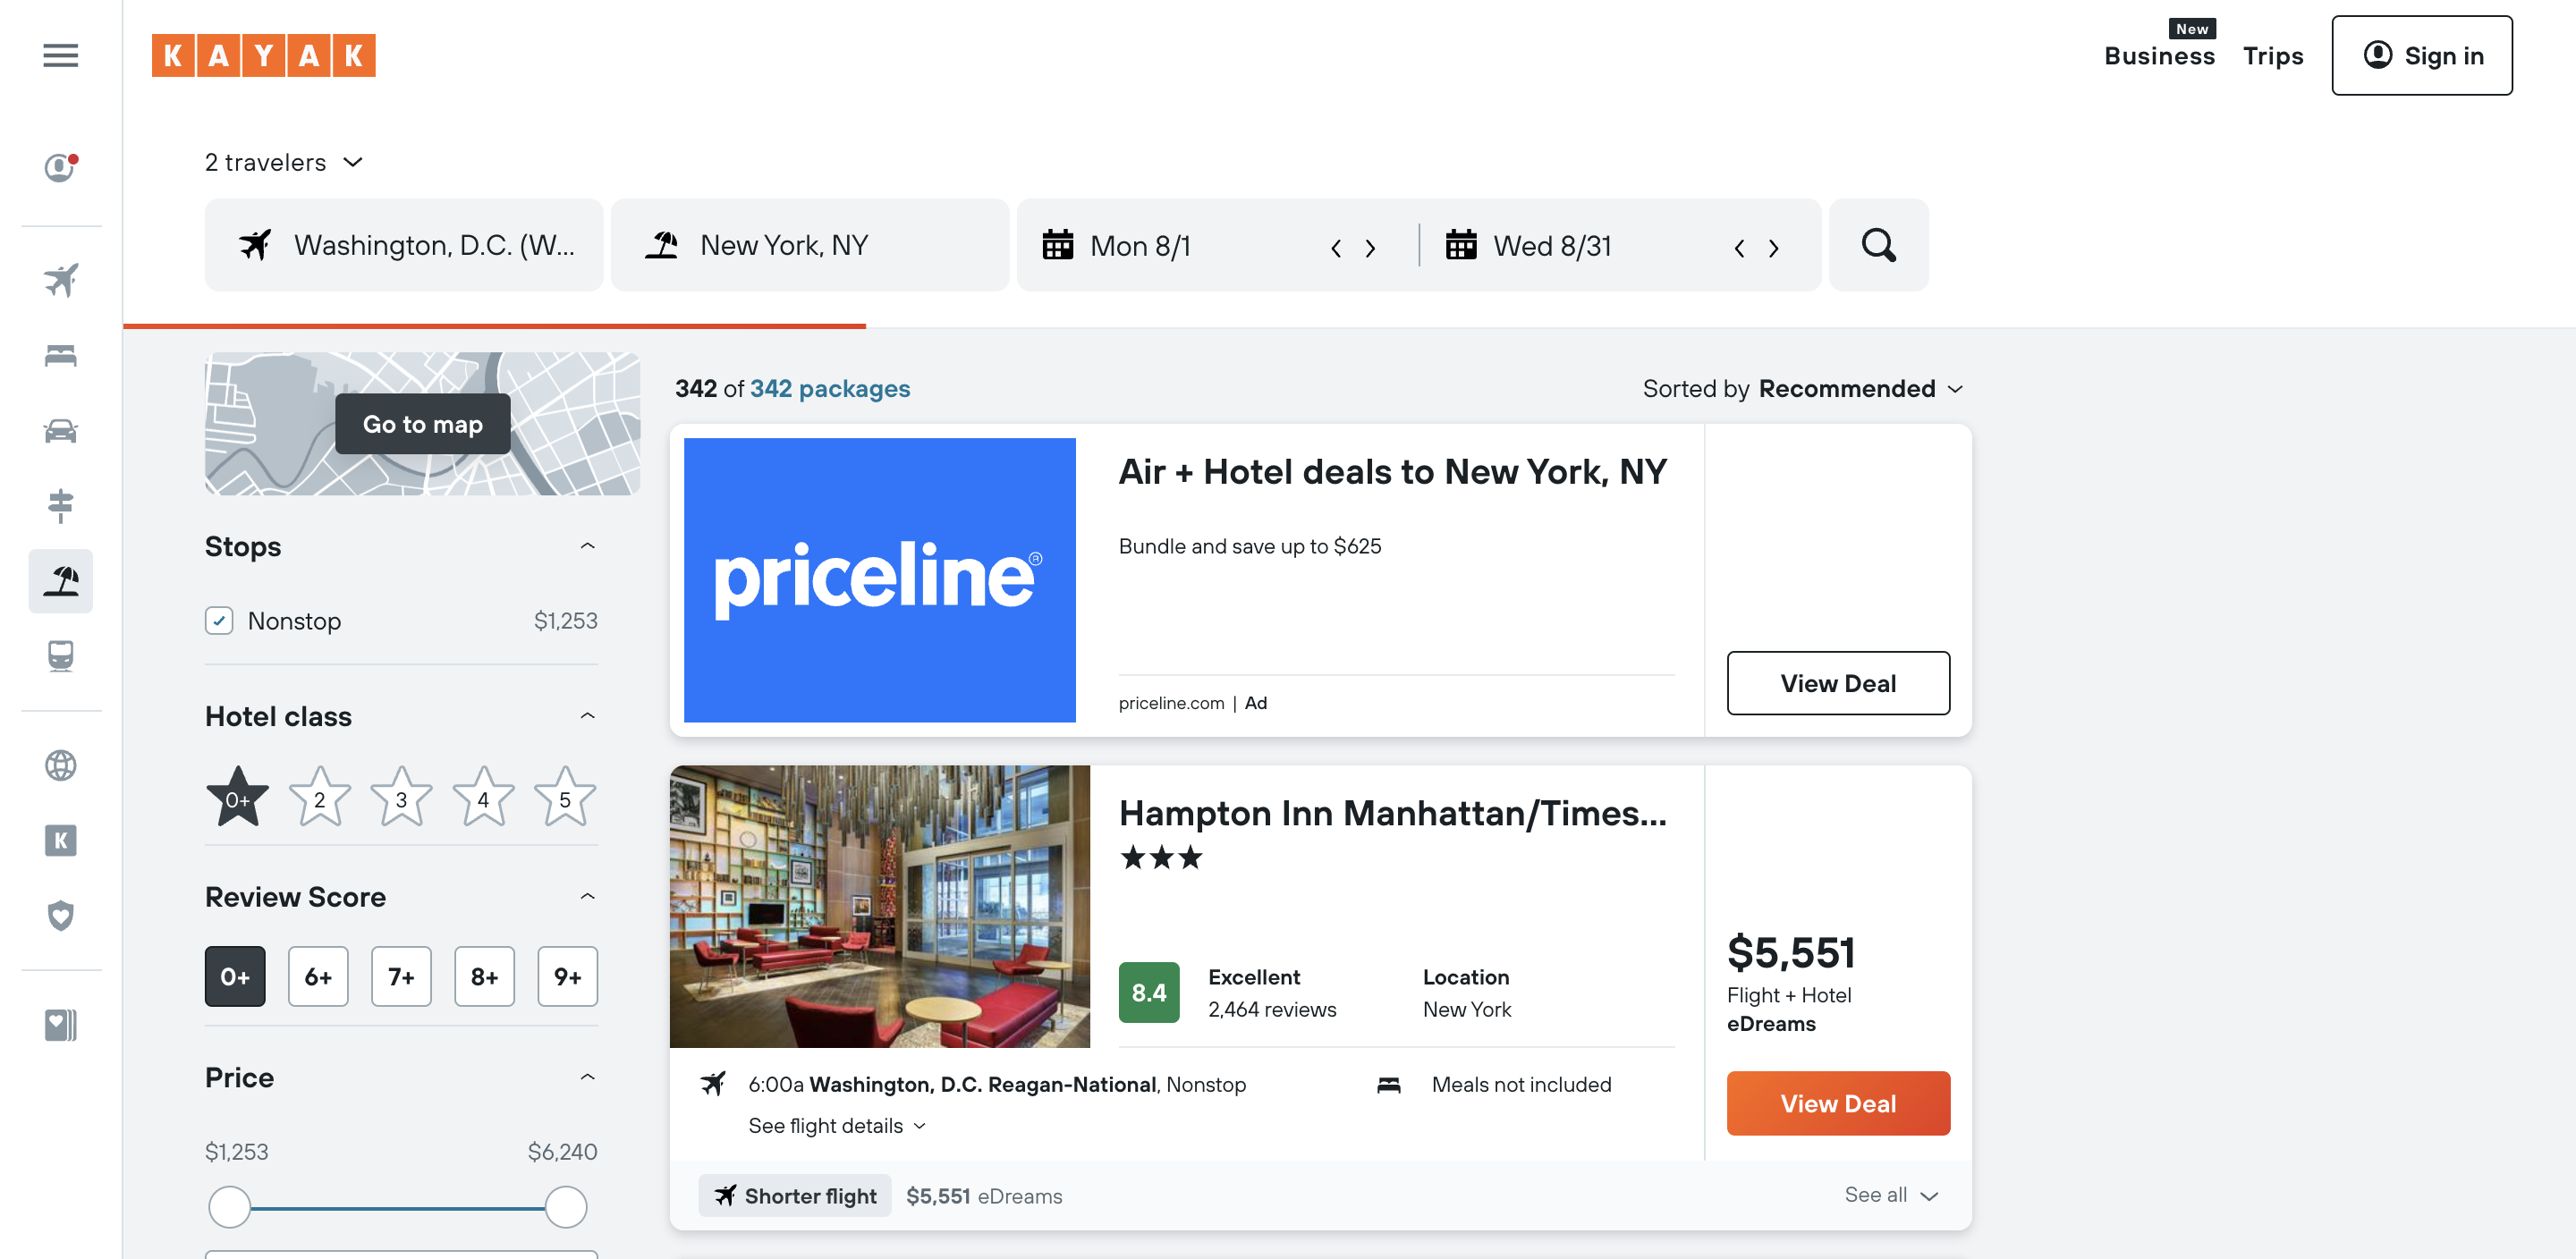 KAYAK
New
Business
Trips
Sign in
2 travelers
Washington, D.C. (W...
New York, NY
Mon 8/1
Wed 8/31
Go to map
342 of 342 packages
Sorted by Recommended
Stops
Nonstop $1,253
Hotel class
0+ 2 3 4 5
Review Score
0+ 6+ 7+ 8+ 9+
Price
$1,253 $6,240
priceline®
Air + Hotel deals to New York, NY
Bundle and save up to $625
priceline.com | Ad
View Deal
Hampton Inn Manhattan/Times...
8.4
Excellent
2,464 reviews
Location
New York
$5,551
Flight + Hotel
eDreams
View Deal
6:00a Washington, D.C. Reagan-National, Nonstop
Meals not included
See flight details
Shorter flight $5,551 eDreams
See all
K